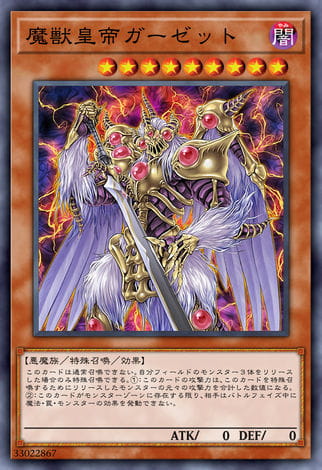 魔獣皇帝ガーゼット
闇
やみ
[悪魔族／特殊召喚／効果]
このカードは通常召喚できない。自分フィールドのモンスター３体をリリース
した場合のみ特殊召喚できる。①：このカードの攻撃力は、このカードを特殊召
喚するためにリリースしたモンスターの元々の攻撃力を合計した数値になる。
②：このカードがモンスターゾーンに存在する限り、相手はバトルフェイズ中に
魔法・罠・モンスターの効果を発動できない。
ATK/ 0 DEF/ 0
33022867